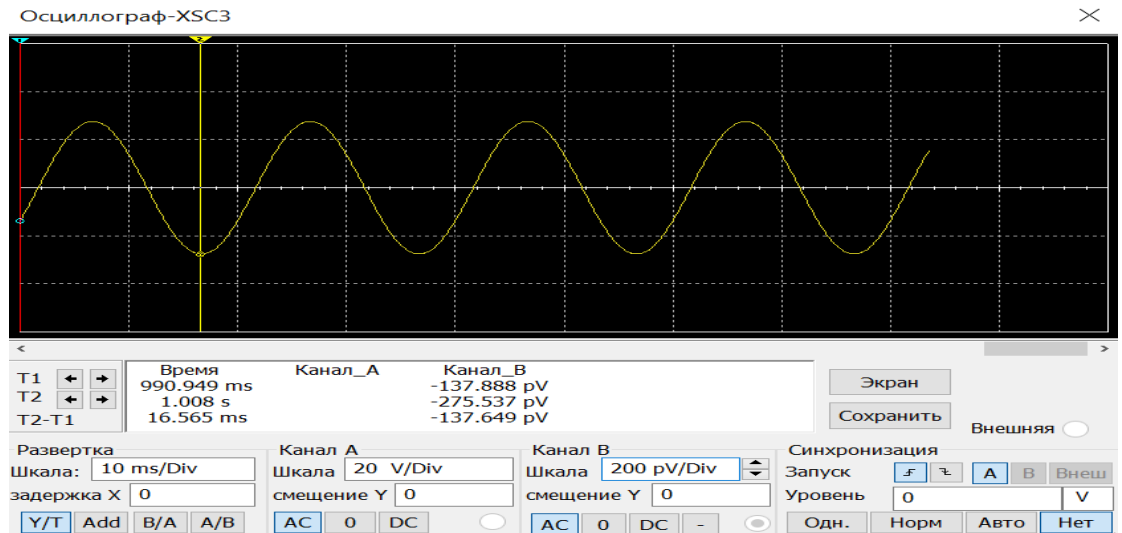 Осциллограф-XSC3
1 2
Время Канал_А Канал_В
T1 990.949 ms -137.888 pV
T2 1.008 s -275.537 pV
T2-T1 16.565 ms -137.649 pV
Экран
Сохранить
Внешняя
Развертка Канал А Канал В Синхронизация
Шкала: 10 ms/Div Шкала 20 V/Div Шкала 200 pV/Div Запуск А В Внеш
задержка X 0 смещение Y 0 смещение Y 0 Уровень 0 V
Y/T Add B/A A/B AC 0 DC AC 0 DC - Одн. Норм Авто Нет